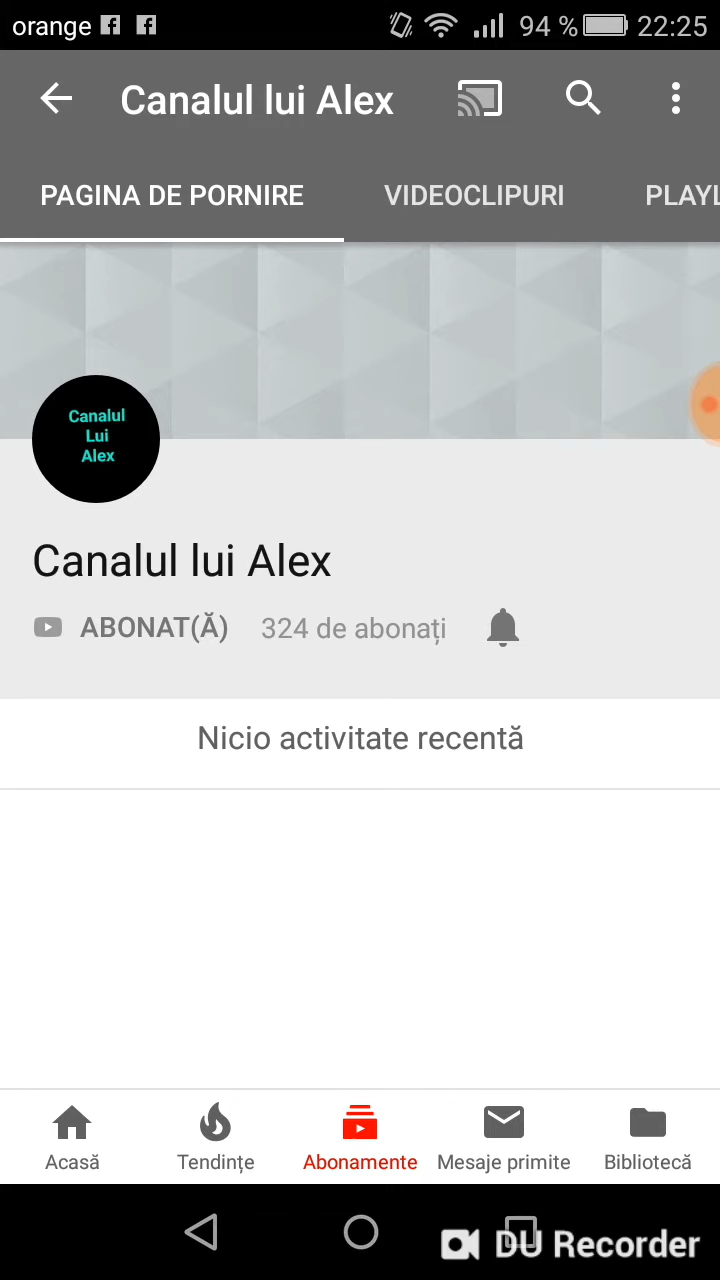 orange 94 % 22:25
Canalul lui Alex
PAGINA DE PORNIRE VIDEOCLIPURI PLAYL
Canalul
Lui
Alex
Canalul lui Alex
ABONAT(Ă) 324 de abonați
Nicio activitate recentă
Acasă Tendințe Abonamente Mesaje primite Bibliotecă
DU Recorder